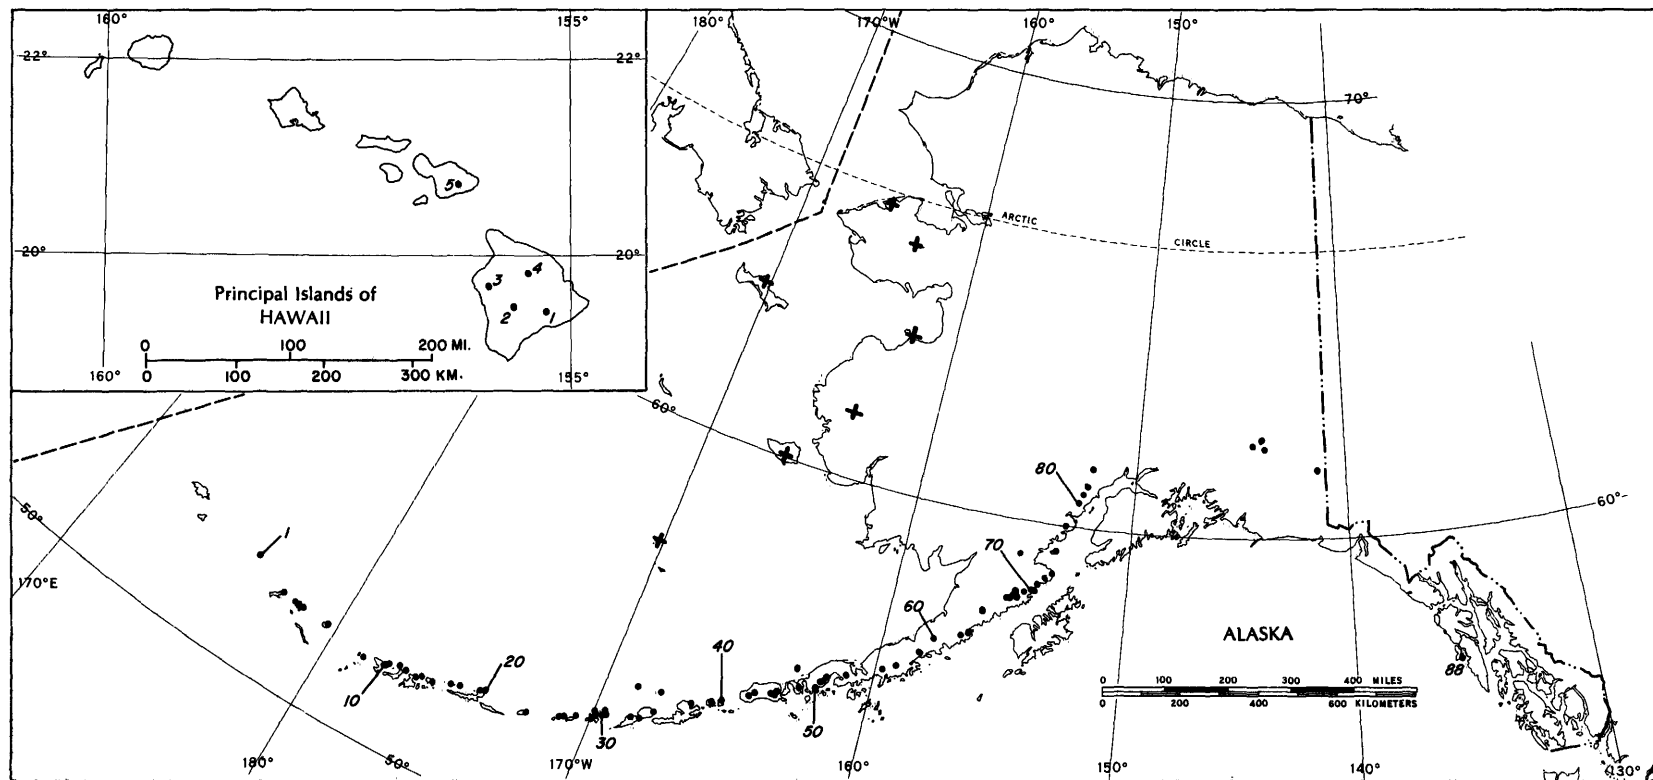 160° 155°
22° 22°
5
20° 20°
3 4
2 1
Principal Islands of
HAWAII
0 100 200 MI.
0 100 200 300 KM.
160° 155°
180° 170°W 160° 150°
70°
ARCTIC CIRCLE
60°
80
60°
50°
1
170°E
70
60
ALASKA
88
40
20
10
0 100 200 300 400 MILES
0 200 400 600 KILOMETERS
30
50
180° 50° 170°W 160° 150° 140° 130°